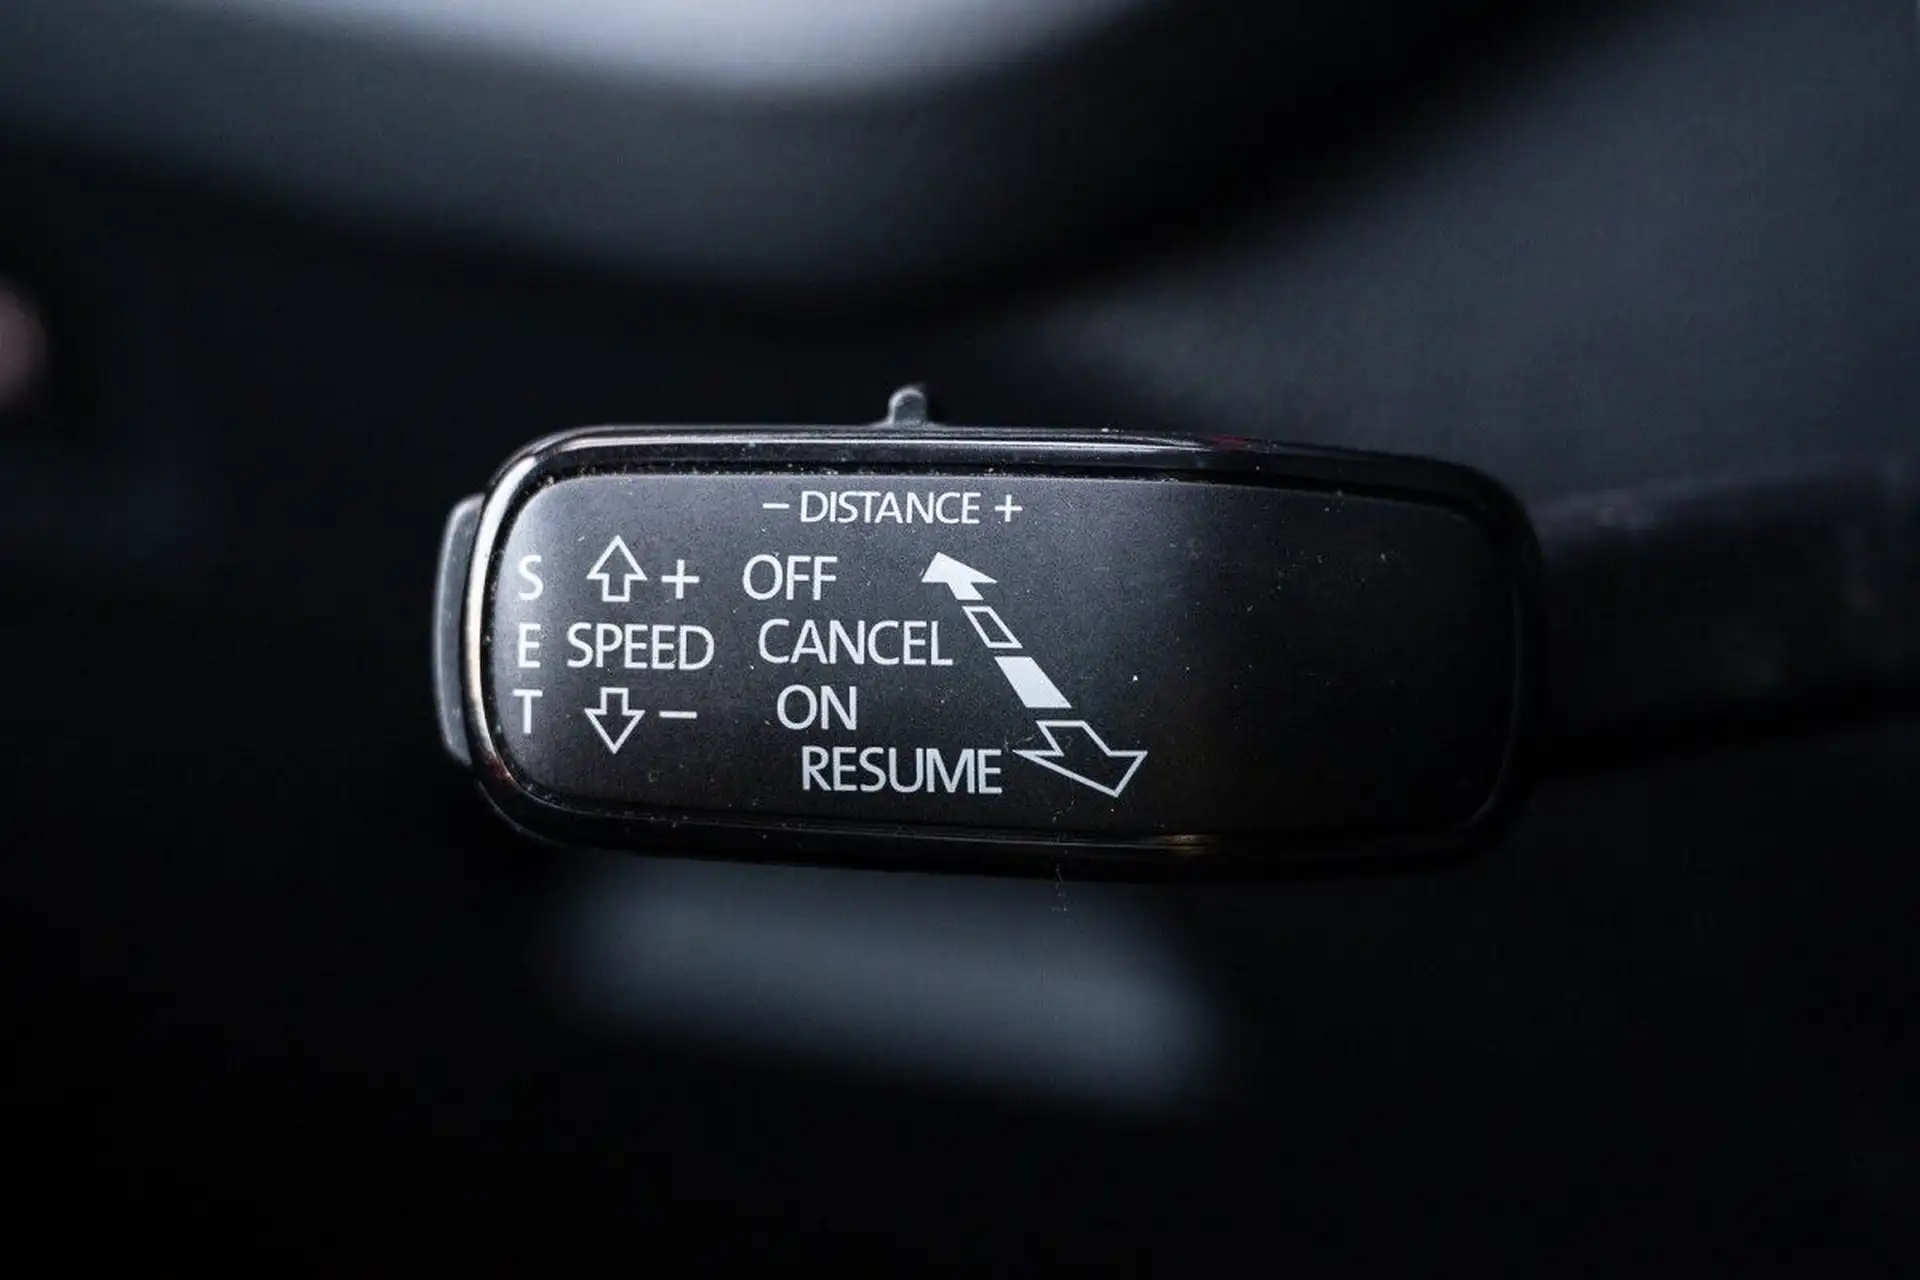 – DISTANCE +
S
E
T
+
SPEED
–
OFF
CANCEL
ON
RESUME